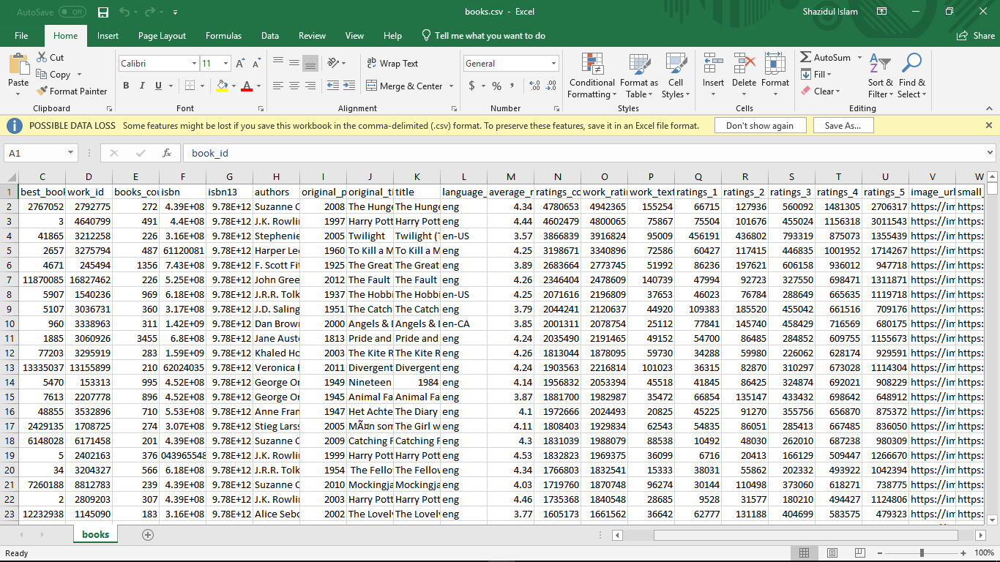 AutoSave Off books.csv - Excel Shazidul Islam
File Home Insert Page Layout Formulas Data Review View Help Tell me what you want to do Share
Paste Cut Copy Format Painter Clipboard
Calibri 11 A A B I U A Font
Wrap Text Merge & Center Alignment
General $ % , .00 Number
Conditional Formatting Format as Table Cell Styles Styles
Insert Delete Format Cells
AutoSum Fill Clear Sort & Filter Find & Select Editing
POSSIBLE DATA LOSS Some features might be lost if you save this workbook in the comma-delimited (.csv) format. To preserve these features, save it in an Excel file format. Don't show again Save As...
A1 fx book_id
C D E F G H I J K L M N O P Q R S T U V W
1 best_boo work_id books_cou isbn isbn13 authors original_p original_ti title language_ average_r ratings_co work_rati work_text ratings_1 ratings_2 ratings_3 ratings_4 ratings_5 image_url small_
2 2767052 2792775 272 4.39E+08 9.78E+12 Suzanne C 2008 The Hunge The Hunge eng 4.34 4780653 4942365 155254 66715 127936 560092 1481305 2706317 https://im https:
3 3 4640799 491 4.4E+08 9.78E+12 J.K. Rowlin 1997 Harry Pott Harry Pott eng 4.44 4602479 4800065 75867 75504 101676 455024 1156318 3011543 https://im https:
4 41865 3212258 226 3.16E+08 9.78E+12 Stephenie 2005 Twilight Twilight (T en-US 3.57 3866839 3916824 95009 456191 436802 793319 875073 1355439 https://im https:
5 2657 3275794 487 61120081 9.78E+12 Harper Lee 1960 To Kill a M To Kill a M eng 4.25 3198671 3340896 72586 60427 117415 446835 1001952 1714267 https://im https:
6 4671 245494 1356 7.43E+08 9.78E+12 F. Scott Fit 1925 The Great The Great eng 3.89 2683664 2773745 51992 86236 197621 606158 936012 947718 https://im https:
7 11870085 16827462 226 5.25E+08 9.78E+12 John Gree 2012 The Fault The Fault eng 4.26 2346404 2478609 140739 47994 92723 327550 698471 1311871 https://im https:
8 5907 1540236 969 6.18E+08 9.78E+12 J.R.R. Tolk 1937 The Hobbi The Hobbi en-US 4.25 2071616 2196809 37653 46023 76784 288649 665635 1119718 https://im https:
9 5107 3036731 360 3.17E+08 9.78E+12 J.D. Saling 1951 The Catch The Catch eng 3.79 2044241 2120637 44920 109383 185520 455042 661516 709176 https://im https:
10 960 3338963 311 1.42E+09 9.78E+12 Dan Brown 2000 Angels & D Angels & D en-CA 3.85 2001311 2078754 25112 77841 145740 458429 716569 680175 https://im https:
11 1885 3060926 3455 6.8E+08 9.78E+12 Jane Auste 1813 Pride and Pride and eng 4.24 2035490 2191465 49152 54700 86485 284852 609755 1155673 https://im https:
12 77203 3295919 283 1.59E+09 9.78E+12 Khaled Ho 2003 The Kite R The Kite R eng 4.26 1813044 1878095 59730 34288 59980 226062 628174 929591 https://im https:
13 13335037 13155899 210 62024035 9.78E+12 Veronica R 2011 Divergent Divergent eng 4.24 1903563 2216814 101023 36315 82870 310297 673028 1114304 https://im https:
14 5470 153313 995 4.52E+08 9.78E+12 George Or 1949 Nineteen 1984 eng 4.14 1956832 2053394 45518 41845 86425 324874 692021 908229 https://im https:
15 7613 2207778 896 4.52E+08 9.78E+12 George Or 1945 Animal Fa Animal Fa eng 3.87 1881700 1982987 35472 66854 135147 433432 698642 648912 https://im https:
16 48855 3532896 710 5.53E+08 9.78E+12 Anne Fran 1947 Het Achte The Diary eng 4.1 1972666 2024493 20825 45225 91270 355756 656870 875372 https://im https:
17 2429135 1708725 274 3.07E+08 9.78E+12 Stieg Larss 2005 MÃ¤n som The Girl w eng 4.11 1808403 1929834 62543 54835 86051 285413 667485 836050 https://im https:
18 6148028 6171458 201 4.39E+08 9.78E+12 Suzanne C 2009 Catching F Catching F eng 4.3 1831039 1988079 88538 10492 48030 262010 687238 980309 https://im https:
19 5 2402163 376 043965548 9.78E+12 J.K. Rowlin 1999 Harry Pott Harry Pott eng 4.53 1832823 1969375 36099 6716 20413 166129 509447 1266670 https://im https:
20 34 3204327 566 6.18E+08 9.78E+12 J.R.R. Tolk 1954 The Fello The Fellov eng 4.34 1766803 1832541 15333 38031 55862 202332 493922 1042394 https://im https:
21 7260188 8812783 239 4.39E+08 9.78E+12 Suzanne C 2010 Mockingja Mockingja eng 4.03 1719760 1870748 96274 30144 110498 373060 618271 738775 https://im https:
22 2 2809203 307 4.39E+08 9.78E+12 J.K. Rowlin 2003 Harry Pott Harry Pott eng 4.46 1735368 1840548 28685 9528 31577 180210 494427 1124806 https://im https:
23 12232938 1145090 183 3.16E+08 9.78E+12 Alice Sebo 2002 The Lovely The Lovely eng 3.77 1605173 1661562 36642 62777 131188 404699 583575 479323 https://im https:
books
Ready 100%